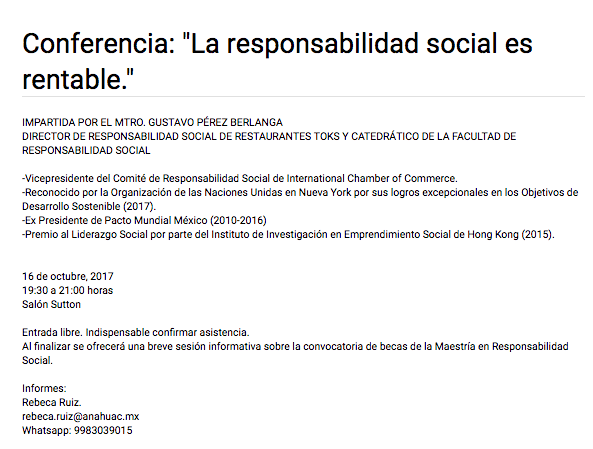 Conferencia: "La responsabilidad social es
rentable."
IMPARTIDA POR EL MTRO. GUSTAVO PÉREZ BERLANGA
DIRECTOR DE RESPONSABILIDAD SOCIAL DE RESTAURANTES TOKS Y CATEDRÁTICO DE LA FACULTAD DE
RESPONSABILIDAD SOCIAL
-Vicepresidente del Comité de Responsabilidad Social de International Chamber of Commerce.
-Reconocido por la Organización de las Naciones Unidas en Nueva York por sus logros excepcionales en los Objetivos de
Desarrollo Sostenible (2017).
-Ex Presidente de Pacto Mundial México (2010-2016)
-Premio al Liderazgo Social por parte del Instituto de Investigación en Emprendimiento Social de Hong Kong (2015).
16 de octubre, 2017
19:30 a 21:00 horas
Salón Sutton
Entrada libre. Indispensable confirmar asistencia.
Al finalizar se ofrecerá una breve sesión informativa sobre la convocatoria de becas de la Maestría en Responsabilidad
Social.
Informes:
Rebeca Ruiz.
rebeca.ruiz@anahuac.mx
Whatsapp: 9983039015